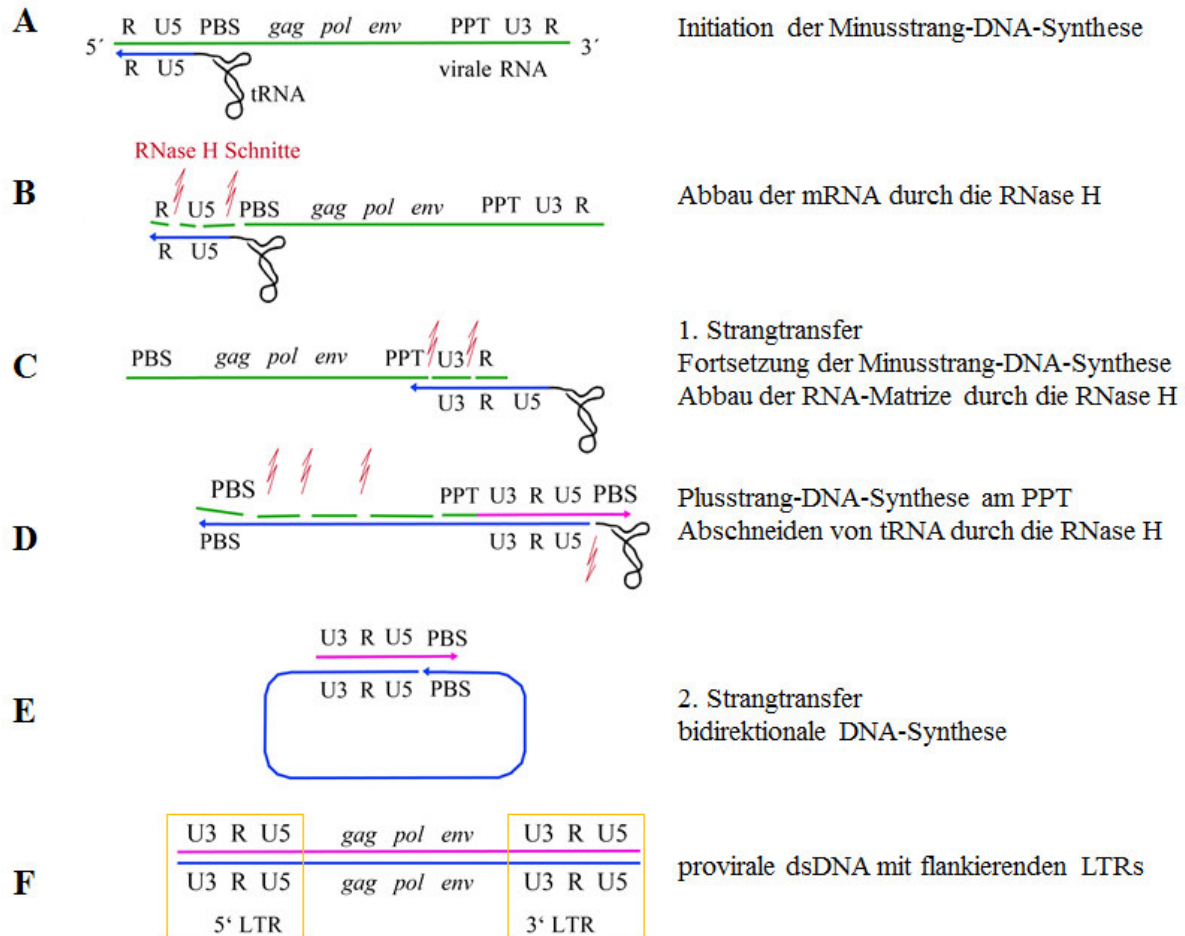 A
R U5 PBS gag pol env PPT U3 R
5´ 3´
R U5 virale RNA
tRNA
Initiation der Minusstrang-DNA-Synthese
RNase H Schnitte
B
R U5 PBS gag pol env PPT U3 R
R U5
Abbau der mRNA durch die RNase H
C
PBS gag pol env PPT U3 R
U3 R U5
1. Strangtransfer
Fortsetzung der Minusstrang-DNA-Synthese
Abbau der RNA-Matrize durch die RNase H
D
PBS PPT U3 R U5 PBS
PBS U3 R U5
Plusstrang-DNA-Synthese am PPT
Abschneiden von tRNA durch die RNase H
E
U3 R U5 PBS
U3 R U5 PBS
2. Strangtransfer
bidirektionale DNA-Synthese
F
U3 R U5 gag pol env U3 R U5
U3 R U5 gag pol env U3 R U5
5‘ LTR 3‘ LTR
provirale dsDNA mit flankierenden LTRs